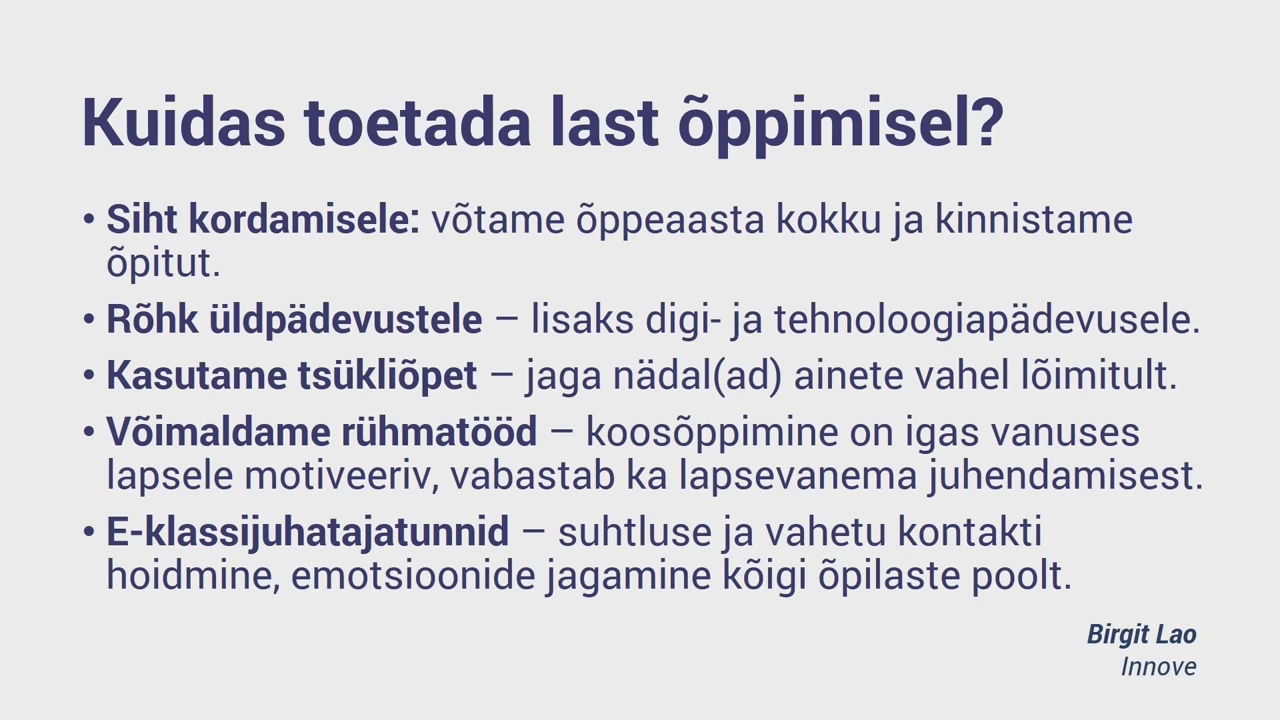 Kuidas toetada last õppimisel?
• Siht kordamisele: võtame õppeaasta kokku ja kinnistame
õpitut.
• Rõhk üldpädevustele – lisaks digi- ja tehnoloogiapädevusele.
• Kasutame tsükliõpet – jaga nädal(ad) ainete vahel lõimitult.
• Võimaldame rühmatööd – koosõppimine on igas vanuses
lapsele motiveeriv, vabastab ka lapsevanema juhendamisest.
• E-klassijuhatajatunnid – suhtluse ja vahetu kontakti
hoidmine, emotsioonide jagamine kõigi õpilaste poolt.
Birgit Lao
Innove